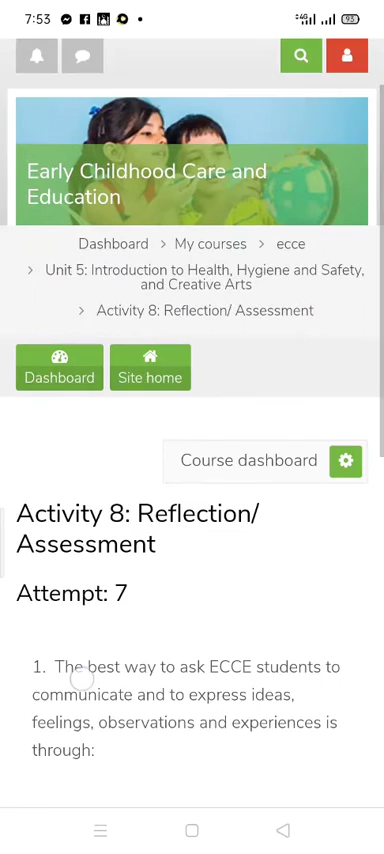 7:53
4G
93
Early Childhood Care and
Education
Dashboard > My courses > ecce
> Unit 5: Introduction to Health, Hygiene and Safety,
and Creative Arts
> Activity 8: Reflection/ Assessment
Dashboard
Site home
Course dashboard
Activity 8: Reflection/
Assessment
Attempt: 7
1. The best way to ask ECCE students to
communicate and to express ideas,
feelings, observations and experiences is
through: